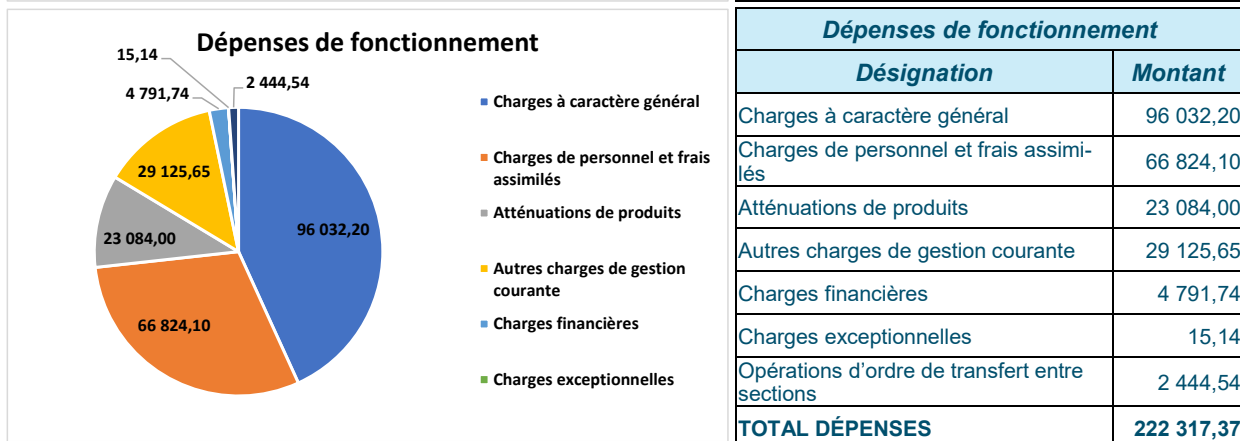 Dépenses de fonctionnement
15,14
2 444,54
4 791,74
29 125,65
23 084,00
96 032,20
66 824,10
Charges à caractère général
Charges de personnel et frais
assimilés
Atténuations de produits
Autres charges de gestion
courante
Charges financières
Charges exceptionnelles
Dépenses de fonctionnement
Désignation Montant
Charges à caractère général 96 032,20
Charges de personnel et frais assimi-
lés 66 824,10
Atténuations de produits 23 084,00
Autres charges de gestion courante 29 125,65
Charges financières 4 791,74
Charges exceptionnelles 15,14
Opérations d’ordre de transfert entre
sections 2 444,54
TOTAL DÉPENSES 222 317,37